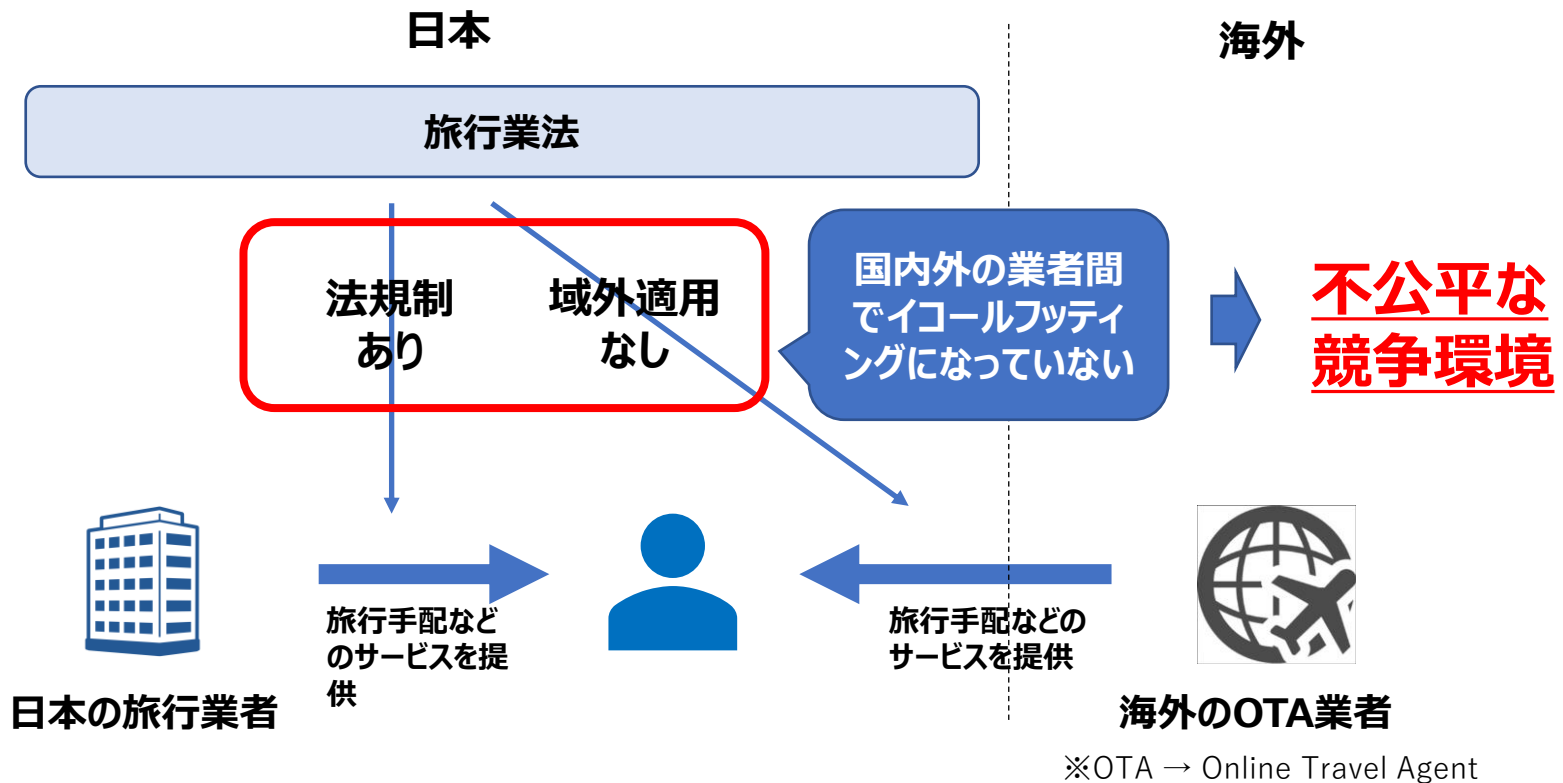 日本
海外
旅行業法
法規制
あり
域外適用
なし
国内外の業者間
でイコールフッティ
ングになっていない
不公平な
競争環境
旅行手配など
のサービスを提
供
旅行手配などの
サービスを提供
日本の旅行業者
海外のOTA業者
※OTA → Online Travel Agent